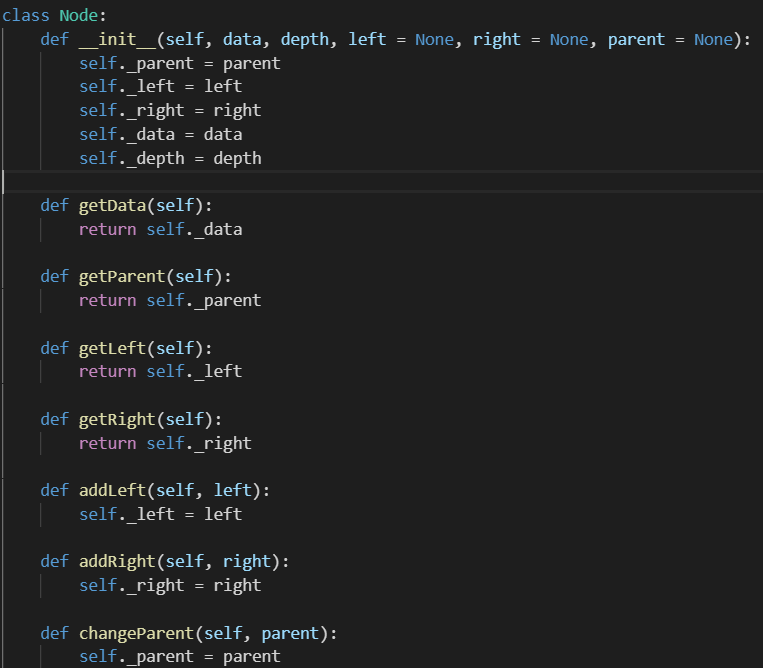 class Node:
    def __init__(self, data, depth, left = None, right = None, parent = None):
        self._parent = parent
        self._left = left
        self._right = right
        self._data = data
        self._depth = depth

    def getData(self):
        return self._data

    def getParent(self):
        return self._parent

    def getLeft(self):
        return self._left

    def getRight(self):
        return self._right

    def addLeft(self, left):
        self._left = left

    def addRight(self, right):
        self._right = right

    def changeParent(self, parent):
        self._parent = parent